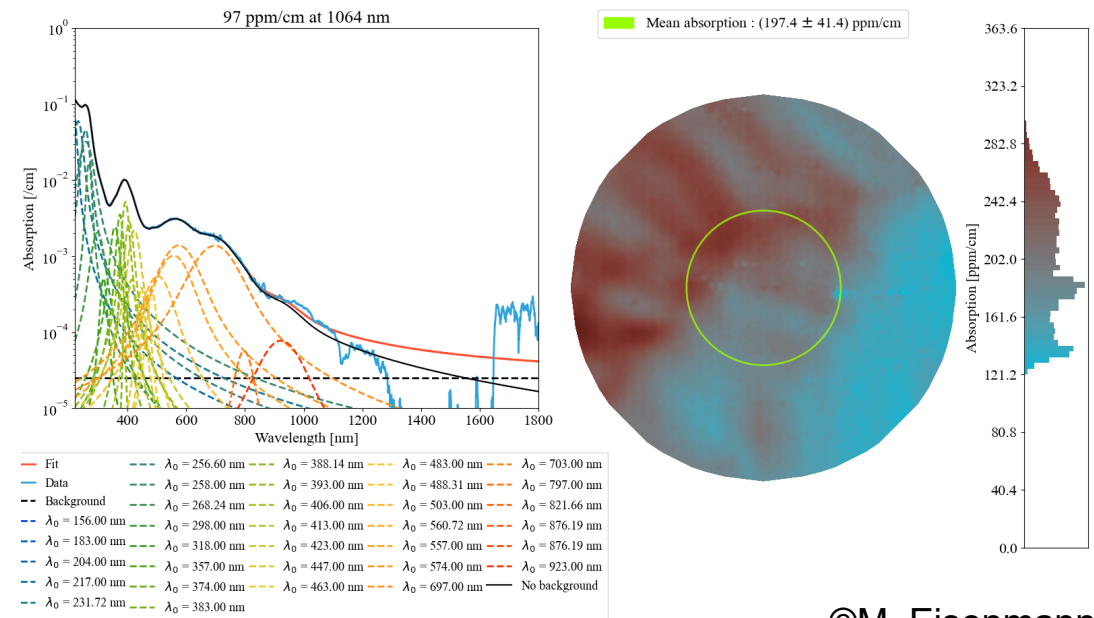 97 ppm/cm at 1064 nm
Mean absorption : (197.4 ± 41.4) ppm/cm
Absorption [/cm]
10⁰
10⁻¹
10⁻²
10⁻³
10⁻⁴
10⁻⁵
400 600 800 1000 1200 1400 1600 1800
Wavelength [nm]
Fit
Data
Background
λ₀ = 156.00 nm
λ₀ = 183.00 nm
λ₀ = 204.00 nm
λ₀ = 217.00 nm
λ₀ = 231.72 nm
λ₀ = 256.60 nm
λ₀ = 258.00 nm
λ₀ = 268.24 nm
λ₀ = 298.00 nm
λ₀ = 318.00 nm
λ₀ = 357.00 nm
λ₀ = 374.00 nm
λ₀ = 383.00 nm
λ₀ = 388.14 nm
λ₀ = 393.00 nm
λ₀ = 406.00 nm
λ₀ = 413.00 nm
λ₀ = 423.00 nm
λ₀ = 447.00 nm
λ₀ = 463.00 nm
λ₀ = 483.00 nm
λ₀ = 488.31 nm
λ₀ = 503.00 nm
λ₀ = 560.72 nm
λ₀ = 557.00 nm
λ₀ = 574.00 nm
λ₀ = 697.00 nm
λ₀ = 703.00 nm
λ₀ = 797.00 nm
λ₀ = 821.66 nm
λ₀ = 876.19 nm
λ₀ = 876.19 nm
λ₀ = 923.00 nm
No background
Absorption [ppm/cm]
363.6
323.2
282.8
242.4
202.0
161.6
121.2
80.8
40.4
0.0
©M. Eisenmann